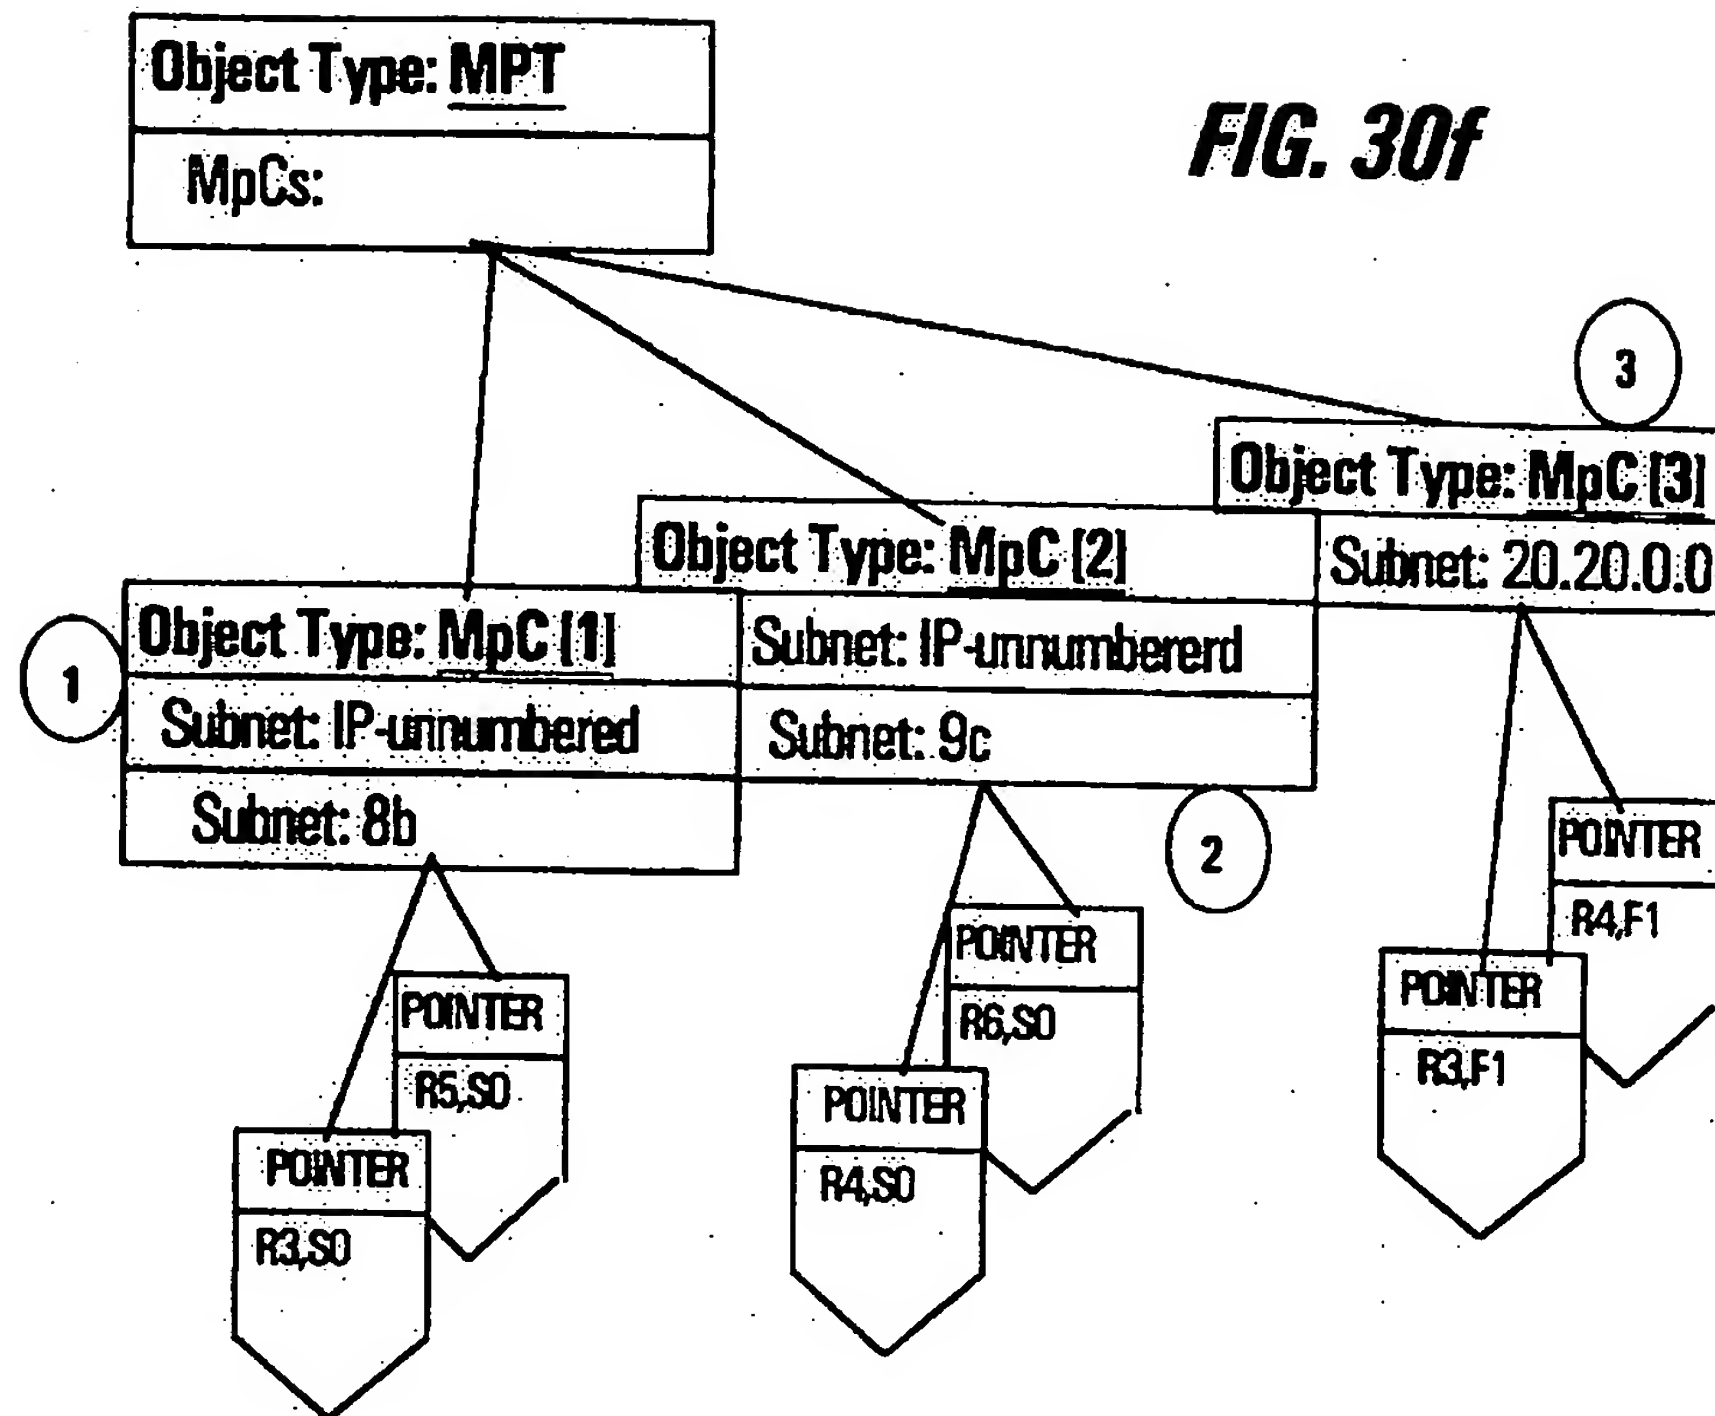 Object Type: MPT
MpCs:
FIG. 30f
3
Object Type: MpC [3]
Subnet: 20.20.0.0
Object Type: MpC [2]
Subnet: IP-unnumbererd
Subnet: 9c
2
1
Object Type: MpC [1]
Subnet: IP-unnumbered
Subnet: 8b
POINTER
R5,S0
POINTER
R3,S0
POINTER
R6,S0
POINTER
R4,S0
POINTER
R4,F1
POINTER
R3,F1